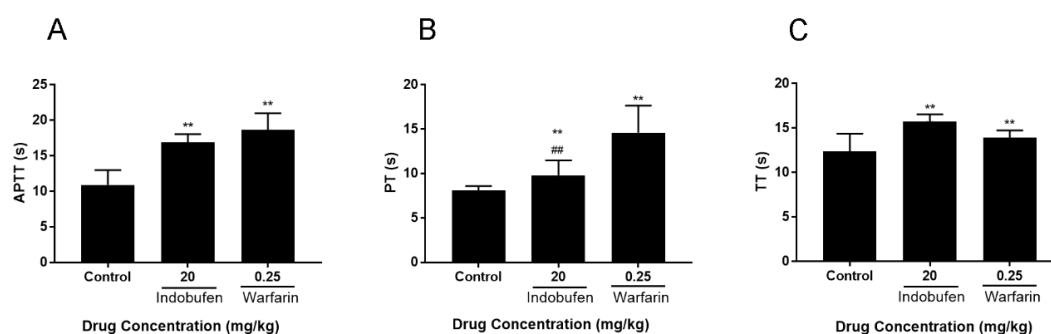 A
B
C
25
20
15
10
5
0
APTT (s)
**
**
Control
20
0.25
Indobufen
Warfarin
Drug Concentration (mg/kg)
20
15
10
5
0
PT (s)
**
##
**
Control
20
0.25
Indobufen
Warfarin
Drug Concentration (mg/kg)
20
15
10
5
0
TT (s)
**
**
Control
20
0.25
Indobufen
Warfarin
Drug Concentration (mg/kg)